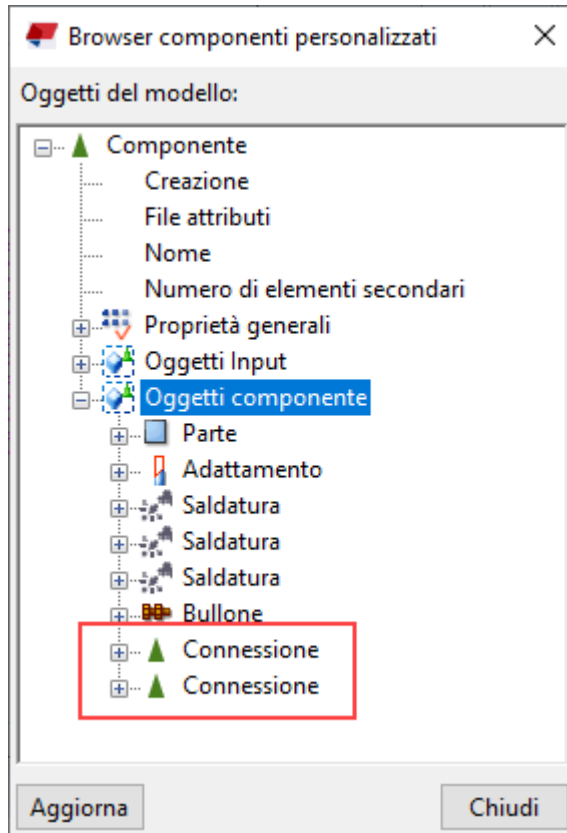 Browser componenti personalizzati
Oggetti del modello:
Componente
Creazione
File attributi
Nome
Numero di elementi secondari
Proprietà generali
Oggetti Input
Oggetti componente
Parte
Adattamento
Saldatura
Saldatura
Saldatura
Bullone
Connessione
Connessione
Aggiorna
Chiudi